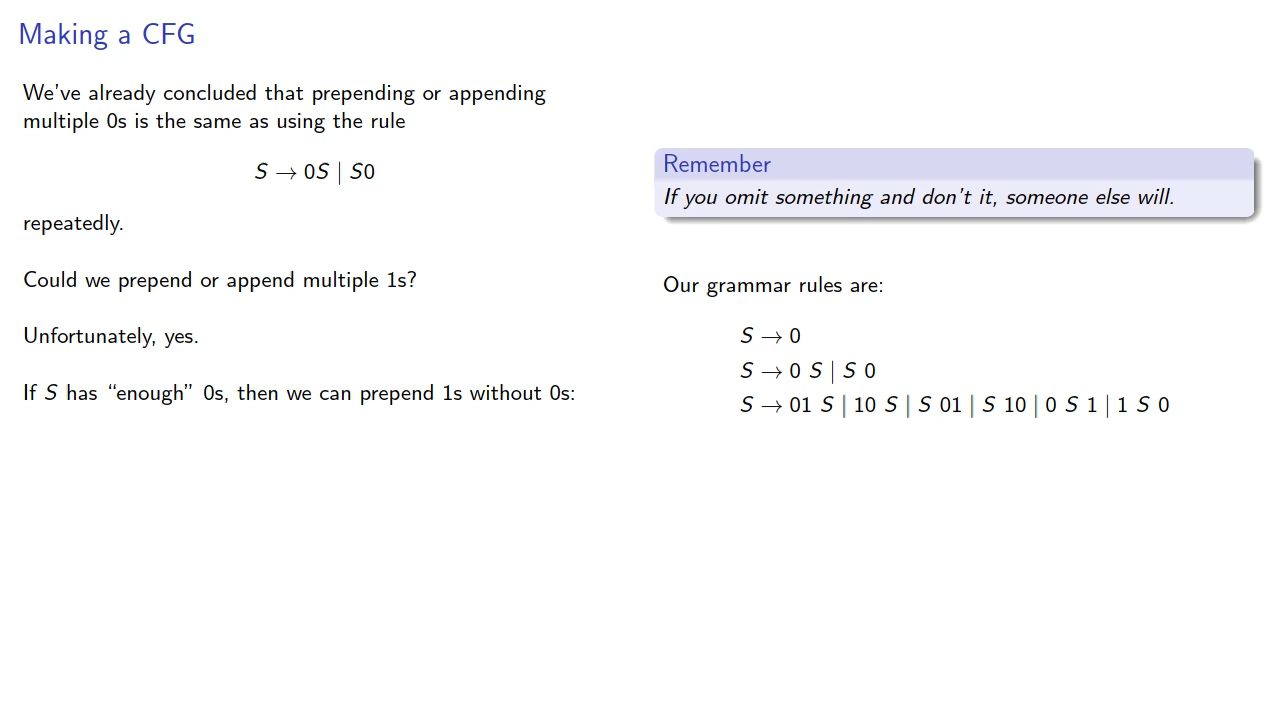 Making a CFG
We've already concluded that prepending or appending
multiple 0s is the same as using the rule
S → 0S | S0
repeatedly.
Could we prepend or append multiple 1s?
Unfortunately, yes.
If S has “enough” 0s, then we can prepend 1s without 0s:
Remember
If you omit something and don't it, someone else will.
Our grammar rules are:
S → 0
S → 0 S | S 0
S → 01 S | 10 S | S 01 | S 10 | 0 S 1 | 1 S 0